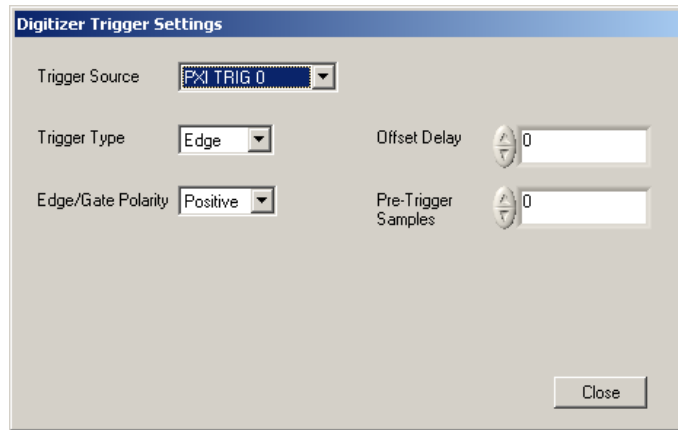 Digitizer Trigger Settings
Trigger Source PXI TRIG 0
Trigger Type Edge Offset Delay 0
Edge/Gate Polarity Positive Pre-Trigger Samples 0
Close